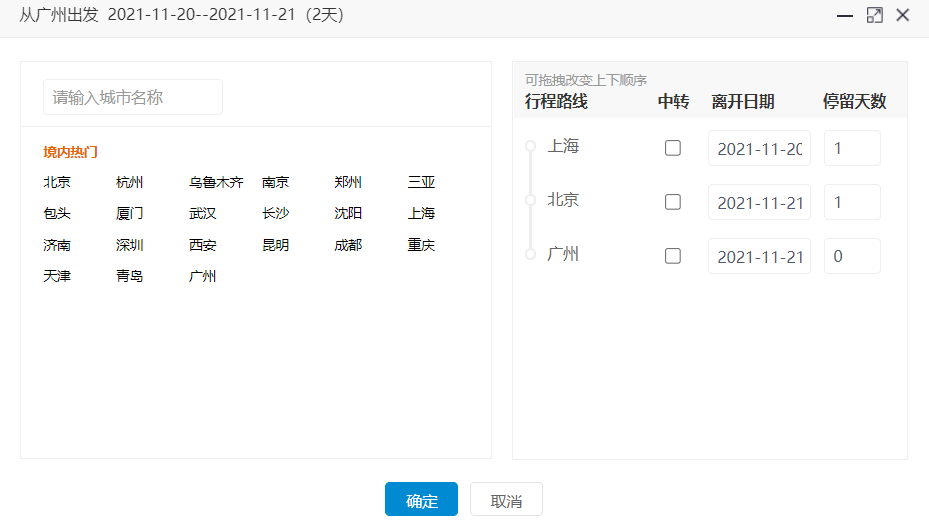 从广州出发 2021-11-20--2021-11-21（2天）
请输入城市名称
境内热门
北京 杭州 乌鲁木齐 南京 郑州 三亚
包头 厦门 武汉 长沙 沈阳 上海
济南 深圳 西安 昆明 成都 重庆
天津 青岛 广州
可拖拽改变上下顺序
行程路线 中转 离开日期 停留天数
上海 2021-11-20 1
北京 2021-11-21 1
广州 2021-11-21 0
确定 取消